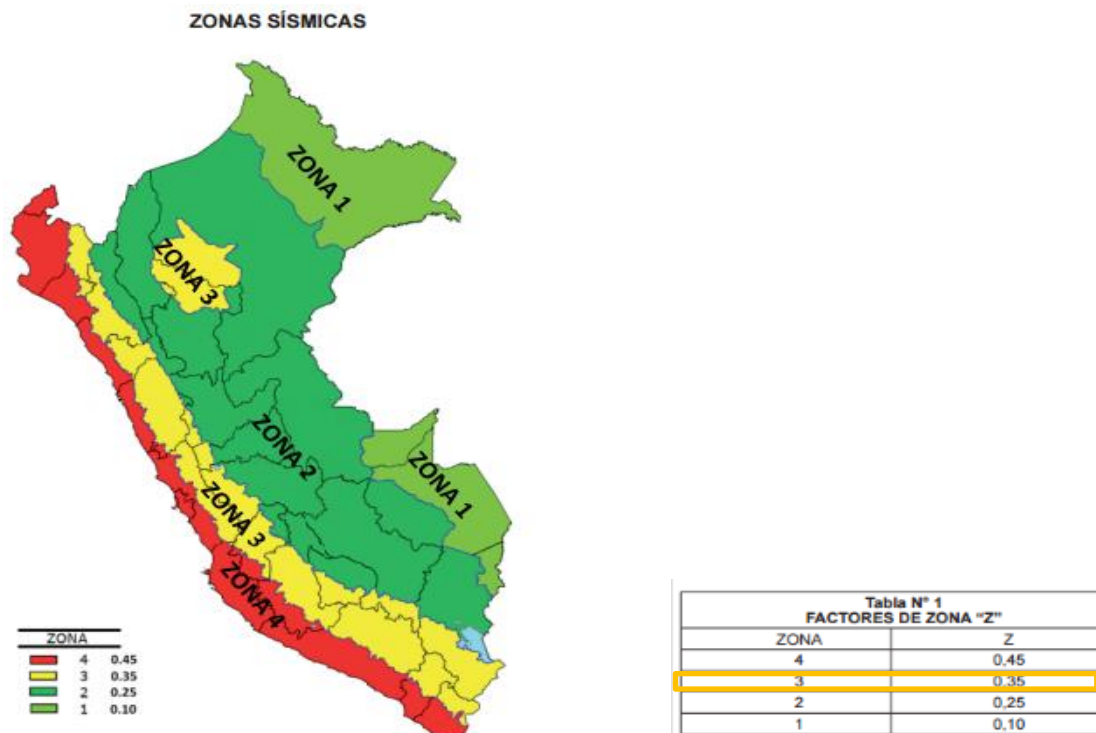 ZONAS SÍSMICAS
ZONA 1
ZONA 3
ZONA 2
ZONA 1
ZONA 3
ZONA 4
ZONA
4 0.45
3 0.35
2 0.25
1 0.10
Tabla N° 1
FACTORES DE ZONA "Z"
ZONA Z
4 0,45
3 0,35
2 0,25
1 0,10